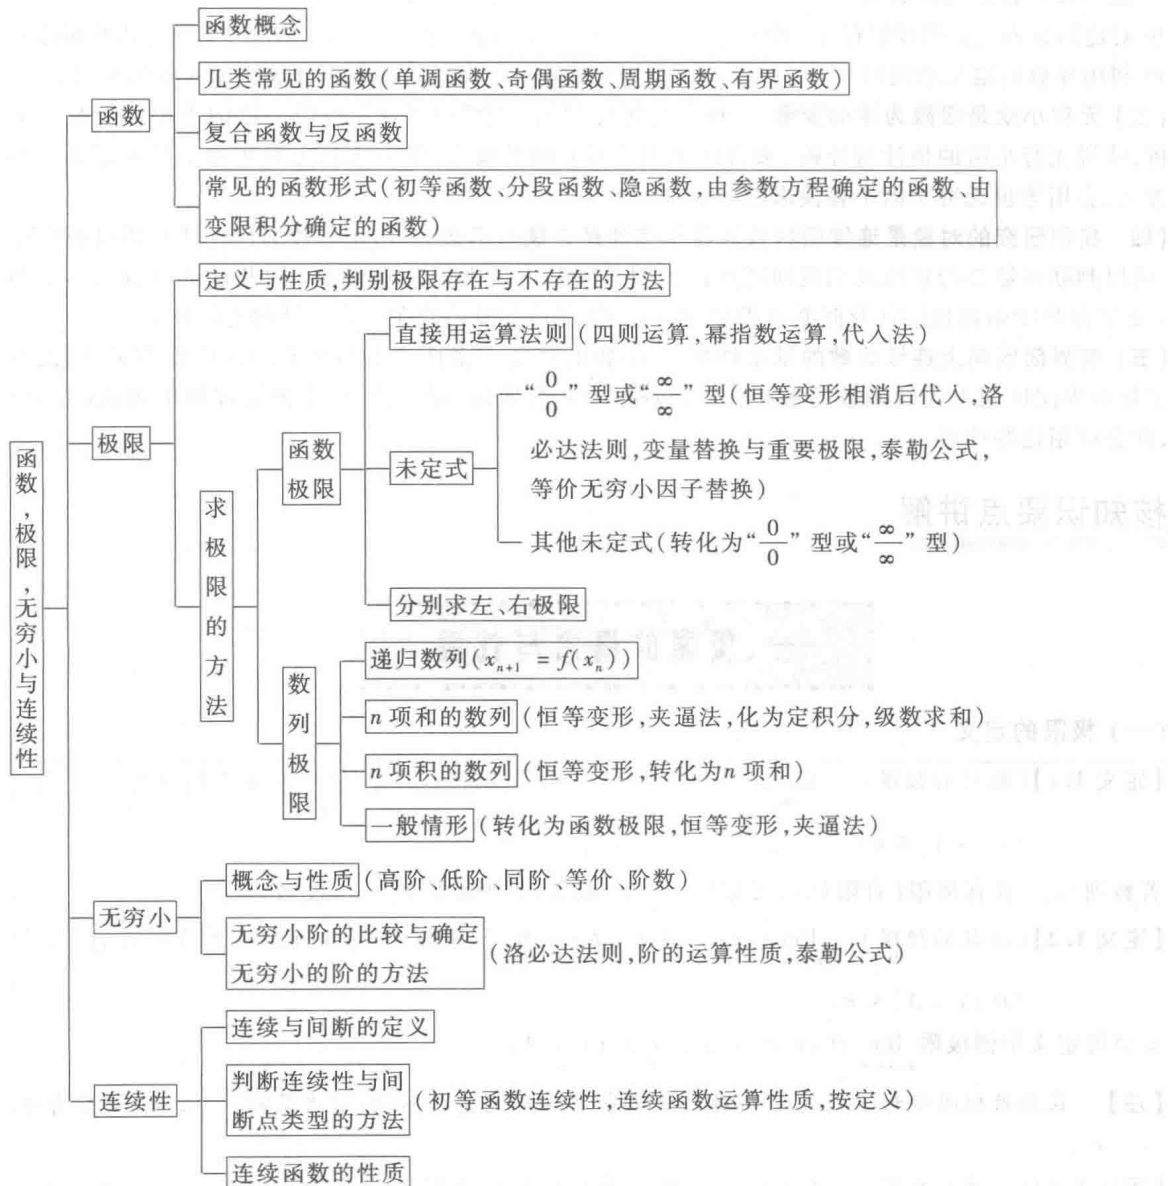 函数概念
几类常见的函数(单调函数、奇偶函数、周期函数、有界函数)
函数
复合函数与反函数
常见的函数形式(初等函数、分段函数、隐函数,由参数方程确定的函数、由
变限积分确定的函数)
定义与性质,判别极限存在与不存在的方法
直接用运算法则(四则运算,幂指数运算,代入法)
“0/0”型或“∞/∞”型(恒等变形相消后代入,洛
必达法则,变量替换与重要极限,泰勒公式,
等价无穷小因子替换)
极限
函数
极限
未定式
其他未定式(转化为“0/0”型或“∞/∞”型)
函数,极限,无穷小与连续性
求极限的方法
分别求左、右极限
递归数列(xₙ₊₁ = f(xₙ))
数列极限
n 项和的数列(恒等变形,夹逼法,化为定积分,级数求和)
n 项积的数列(恒等变形,转化为n 项和)
一般情形(转化为函数极限,恒等变形,夹逼法)
概念与性质(高阶、低阶、同阶、等价、阶数)
无穷小
无穷小阶的比较与确定
无穷小的阶的方法
(洛必达法则,阶的运算性质,泰勒公式)
连续与间断的定义
连续性
判断连续性与间
断点类型的方法
(初等函数连续性,连续函数运算性质,按定义)
连续函数的性质